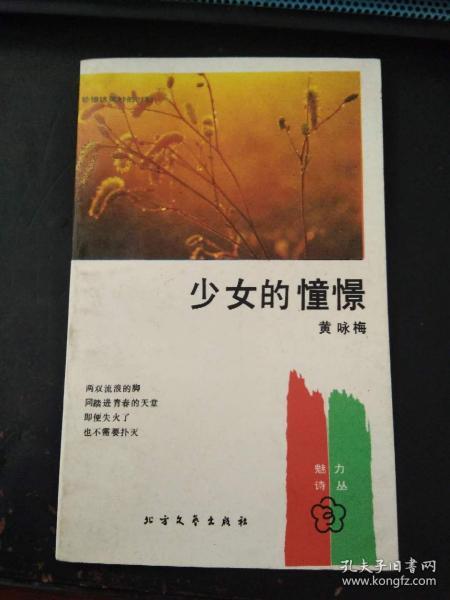 少女的憧憬
黄咏梅
两双流浪的脚
同踏进青春的天堂
即便失火了
也不需要扑灭
魅力
诗丛
北方文艺出版社
孔夫子旧书网
www.kongfz.com